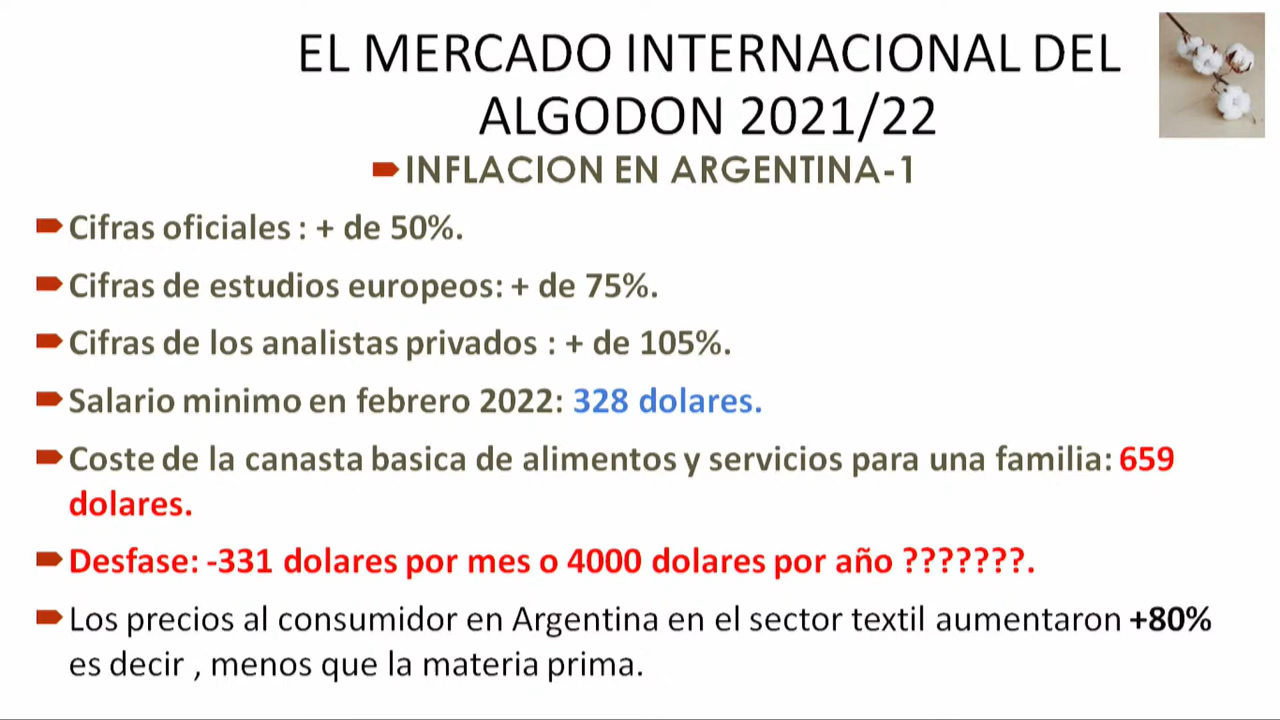 EL MERCADO INTERNACIONAL DEL
ALGODON 2021/22
INFLACION EN ARGENTINA-1
Cifras oficiales : + de 50%.
Cifras de estudios europeos: + de 75%.
Cifras de los analistas privados : + de 105%.
Salario minimo en febrero 2022: 328 dolares.
Coste de la canasta basica de alimentos y servicios para una familia: 659
dolares.
Desfase: -331 dolares por mes o 4000 dolares por año ???????.
Los precios al consumidor en Argentina en el sector textil aumentaron +80%
es decir , menos que la materia prima.